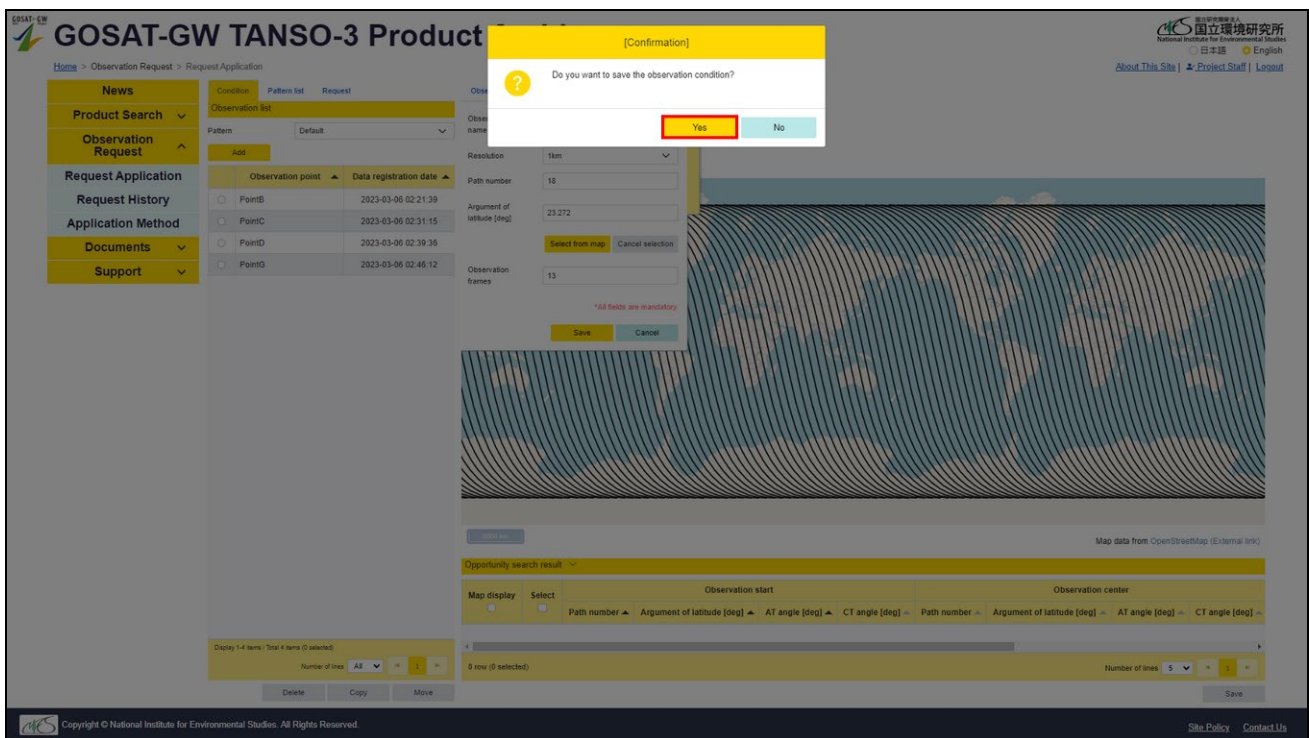 GOSAT-GW
GOSAT-GW TANSO-3 Product
国立研究開発法人
国立環境研究所
National Institute for Environmental Studies
日本語 English
Home > Observation Request > Request Application
About This Site | Project Staff | Logout
[Confirmation]
Do you want to save the observation condition?
Yes No
News
Product Search
Observation
Request
Request Application
Request History
Application Method
Documents
Support
Condition Pattern list Request
Observation list
Pattern Default
Add
Observation point Data registration date
PointB 2023-03-06 02:21:39
PointC 2023-03-06 02:31:15
PointD 2023-03-06 02:39:36
PointG 2023-03-06 02:46:12
Display 1-4 items / Total 4 items (0 selected)
Number of lines All 1
Delete Copy Move
name
Resolution 1km
Path number 18
Argument of
latitude [deg] 23.272
Select from map Cancel selection
Observation
frames 13
*All fields are mandatory.
Save Cancel
Map data from OpenStreetMap (External link)
Opportunity search result
Map display Select Observation start Observation center
Path number Argument of latitude [deg] AT angle [deg] CT angle [deg] Path number Argument of latitude [deg] AT angle [deg] CT angle [deg]
0 row (0 selected)
Number of lines 5 1
Save
Copyright © National Institute for Environmental Studies. All Rights Reserved.
Site Policy Contact Us